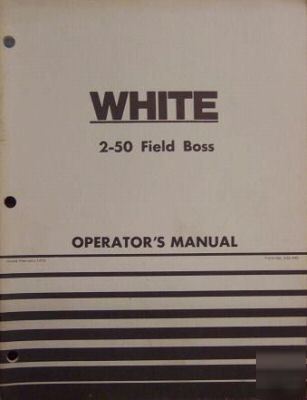 WHITE
2-50 Field Boss
OPERATOR'S MANUAL